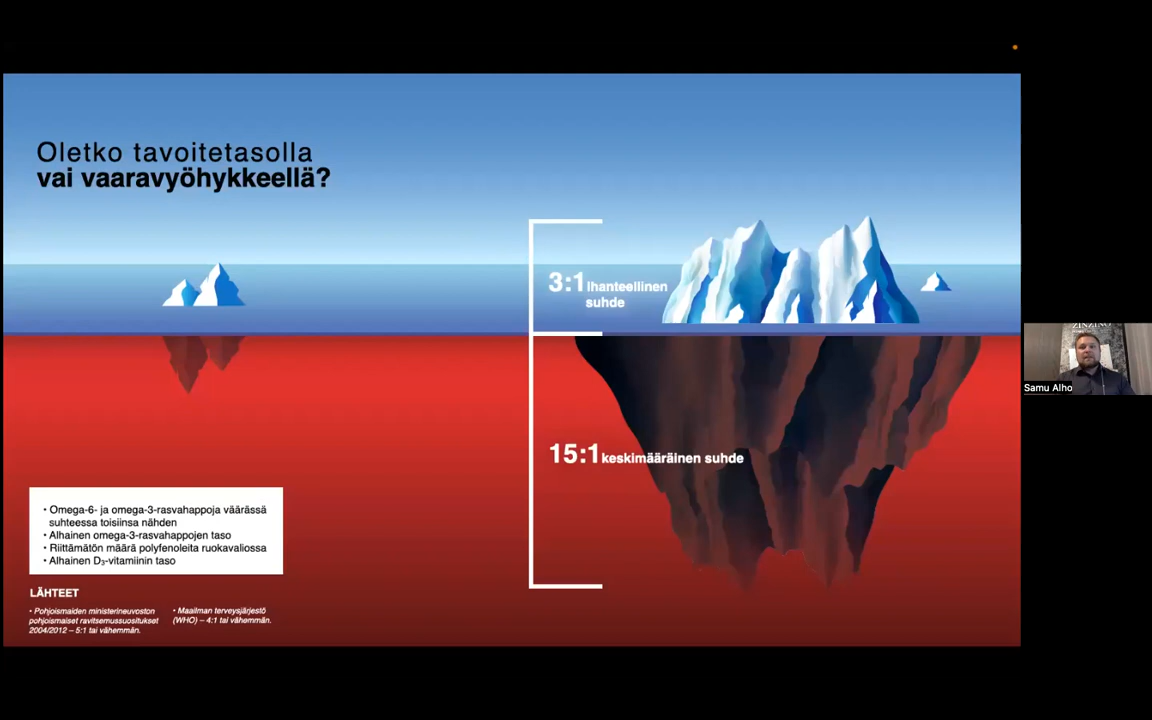 Oletko tavoitetasolla
vai vaaravyöhykkeellä?
3:1 Ihanteellinen
suhde
15:1 keskimääräinen suhde
• Omega-6- ja omega-3-rasvahappoja väärässä
suhteessa toisiinsa nähden
• Alhainen omega-3-rasvahappojen taso
• Riittämätön määrä polyfenoleita ruokavaliossa
• Alhainen D₃-vitamiinin taso
LÄHTEET
• Pohjoismaiden ministerineuvoston
pohjoismaiset ravitsemussuositukset
2004/2012 – 5:1 tai vähemmän.
• Maailman terveysjärjestö
(WHO) – 4:1 tai vähemmän.
ZINZINO
Samu Alho